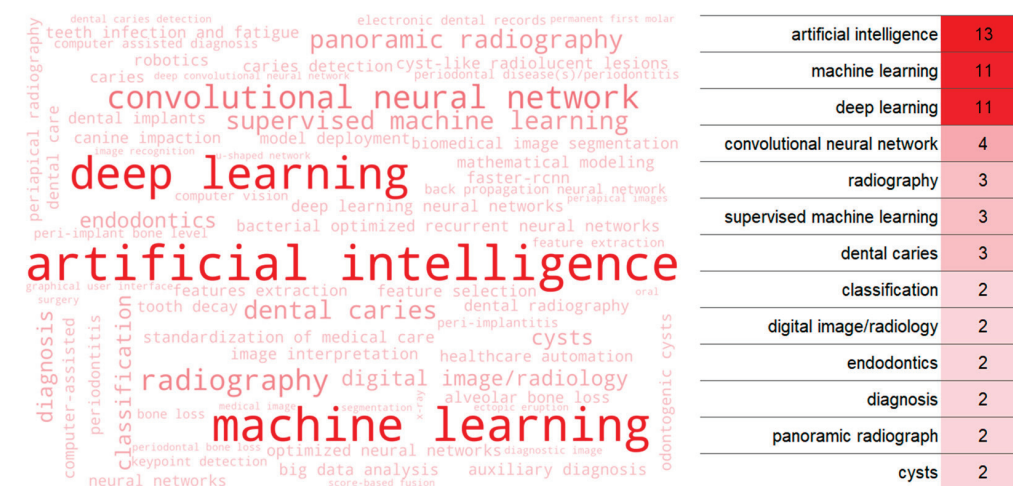 dental caries detection
electronic dental records
permanent first molar
teeth infection and fatigue
panoramic radiography
computer assisted diagnosis
robotics
caries detection
cyst-like radiolucent lesions
caries
deep convolutional neural network
periodontal disease(s)/periodontitis
periapical radiography
convolutional neural network
dental care
dental implants
supervised machine learning
canine impaction
model deployment
biomedical image segmentation
image recognition
u-shaped network
mathematical modeling
deep learning
faster-rcnn
computer vision
back propagation neural network
deep learning neural networks
periapical images
endodontics
bacterial optimized recurrent neural networks
peri-implant bone level
feature extraction
artificial intelligence
graphical user interface
features extraction
feature selection
oral
surgery
tooth decay
dental caries
dental radiography
peri-implantitis
diagnosis
computer-assisted
periodontitis
classification
standardization of medical care
cysts
odontogenic cysts
image interpretation
healthcare automation
radiography
digital image/radiology
alveolar bone loss
bone loss
medical image
segmentation
x-ray
ectopic eruption
machine learning
periodontal bone loss
optimized neural networks
diagnostic image
keypoint detection
big data analysis
auxiliary diagnosis
neural networks
score-based fusion
artificial intelligence 13
machine learning 11
deep learning 11
convolutional neural network 4
radiography 3
supervised machine learning 3
dental caries 3
classification 2
digital image/radiology 2
endodontics 2
diagnosis 2
panoramic radiograph 2
cysts 2